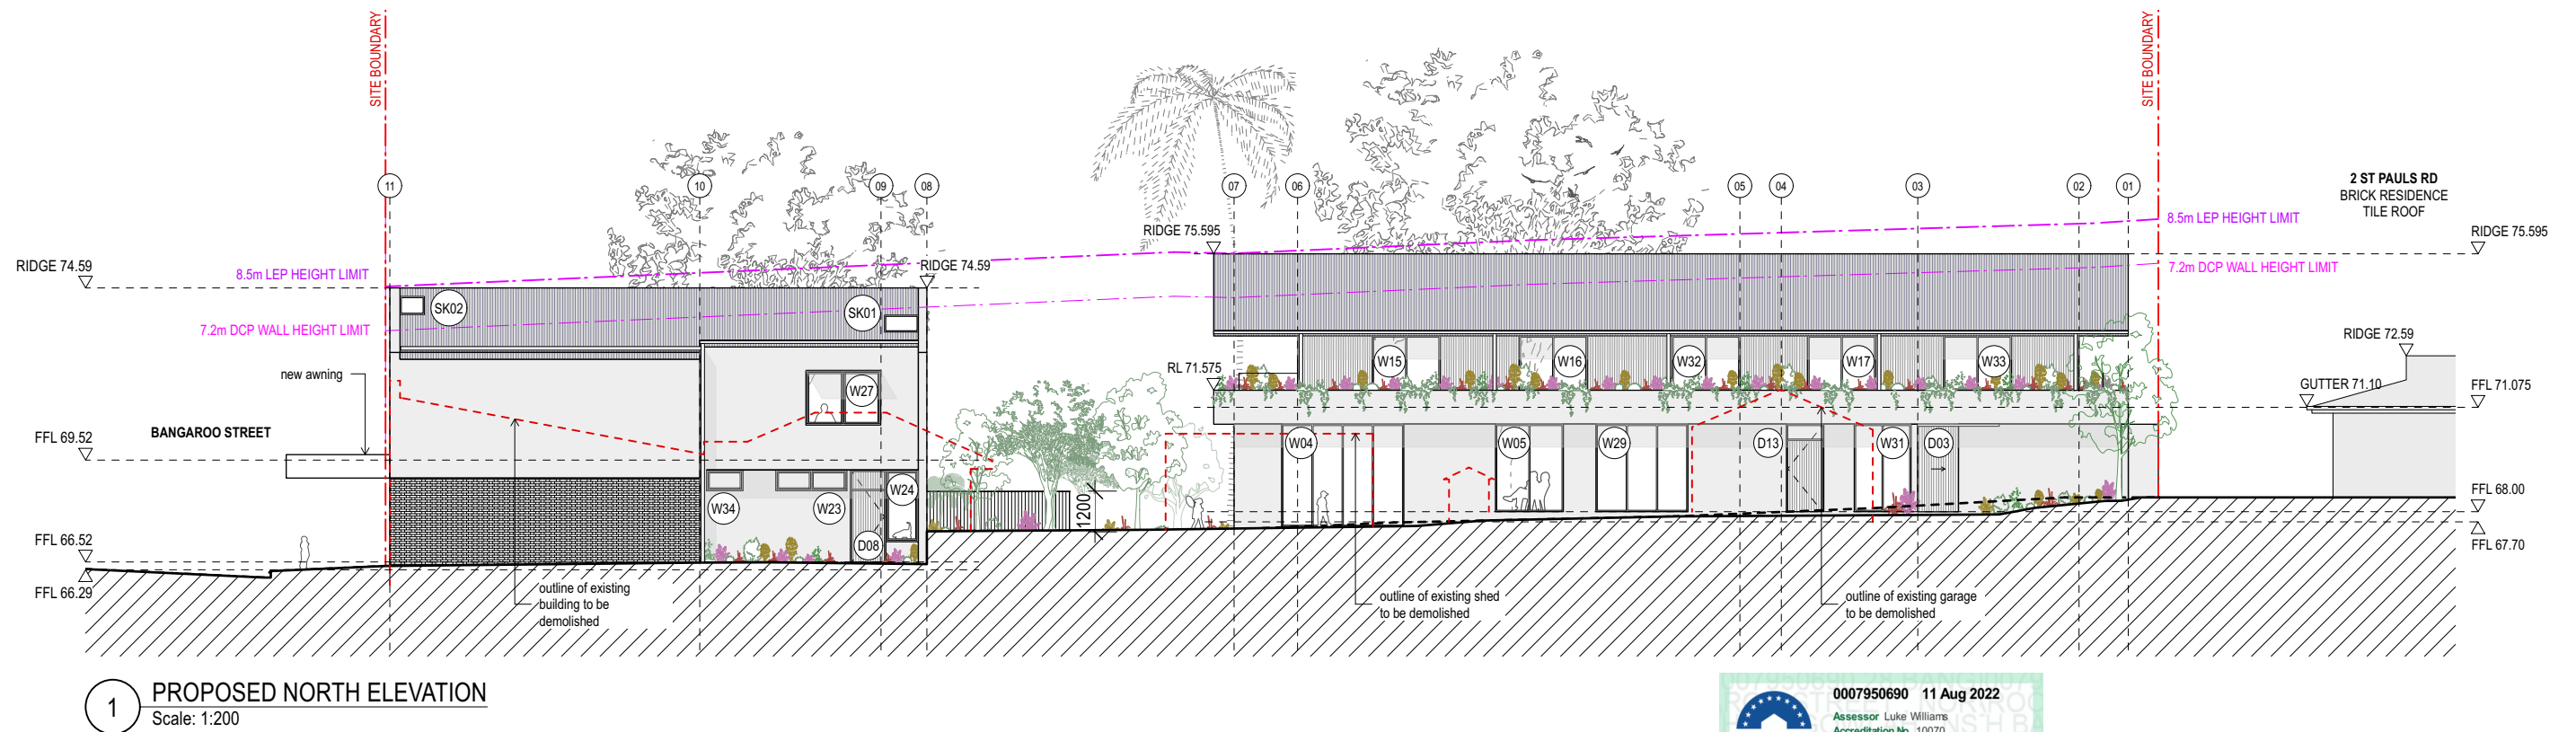 SITE BOUNDARY
SITE BOUNDARY
11
10
09
08
07
06
05
04
03
02
01
2 ST PAULS RD
BRICK RESIDENCE
TILE ROOF
8.5m LEP HEIGHT LIMIT
RIDGE 75.595
RIDGE 75.595
RIDGE 74.59
8.5m LEP HEIGHT LIMIT
RIDGE 74.59
7.2m DCP WALL HEIGHT LIMIT
SK02
SK01
7.2m DCP WALL HEIGHT LIMIT
RIDGE 72.59
new awning
W27
RL 71.575
W15
W16
W32
W17
W33
GUTTER 71.10
FFL 71.075
BANGAROO STREET
FFL 69.52
W04
W05
W29
D13
W31
D03
W34
W23
W24
1200
FFL 68.00
FFL 66.52
D08
FFL 67.70
FFL 66.29
outline of existing
building to be
demolished
outline of existing shed
to be demolished
outline of existing garage
to be demolished
1
PROPOSED NORTH ELEVATION
Scale: 1:200
0007950690 11 Aug 2022
Assessor Luke Williams
Accreditation No. 10070